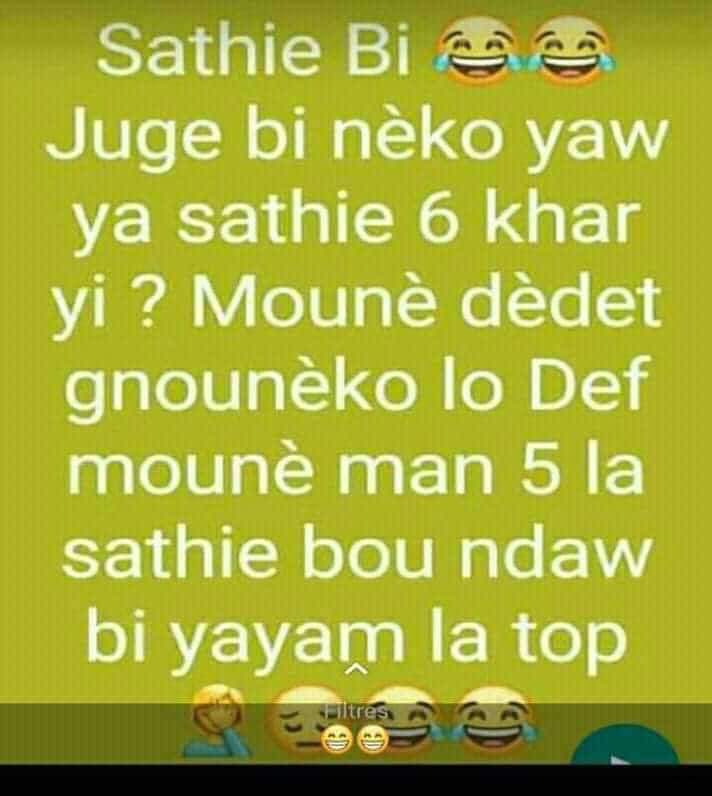 Sathie Bi 😂😂
Juge bi nèko yaw
ya sathie 6 khar
yi ? Mounè dèdet
gnounèko lo Def
mounè man 5 la
sathie bou ndaw
bi yayam la top
🤦😔😂😂
Filtres
😁😁